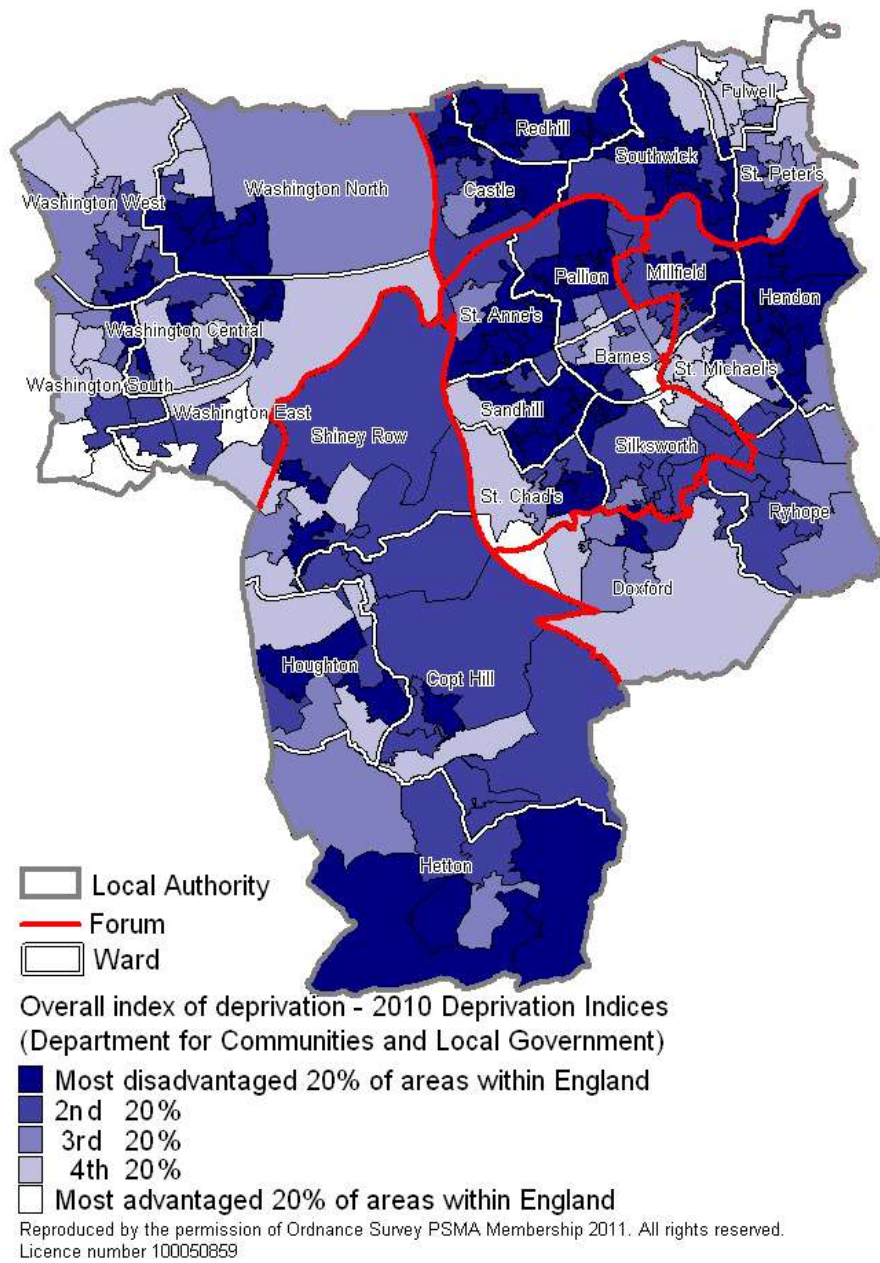 Fulwell
Redhill
Southwick
St. Peter's
Washington North
Castle
Washington West
Pallion
Millfield
Hendon
St. Anne's
Washington Central
Barnes
St. Michael's
Washington South
Washington East
Sandhill
Shiney Row
Silksworth
St. Chad's
Ryhope
Doxford
Houghton
Copt Hill
Hetton
Local Authority
Forum
Ward
Overall index of deprivation - 2010 Deprivation Indices
(Department for Communities and Local Government)
Most disadvantaged 20% of areas within England
2nd 20%
3rd 20%
4th 20%
Most advantaged 20% of areas within England
Reproduced by the permission of Ordnance Survey PSMA Membership 2011. All rights reserved.
Licence number 100050859